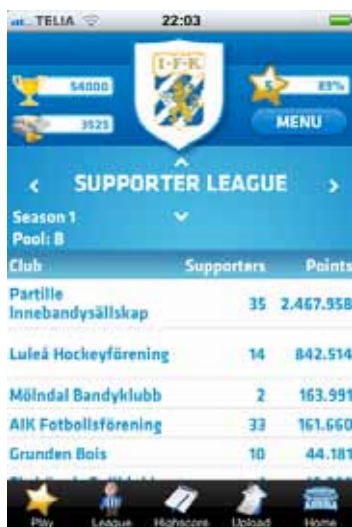 TELIA 22:03
I·F·K
54000 5 89%
3525 MENU
SUPPORTER LEAGUE
Season 1
Pool: B
Club Supporters Points
Partille
Innebandysällskap 35 2.467.958
Luleå Hockeyförening 14 842.514
Mölndal Bandyklubb 2 163.991
AIK Fotbollsförening 33 161.660
Grunden Bois 10 44.181
Play League Highscore Upload Home